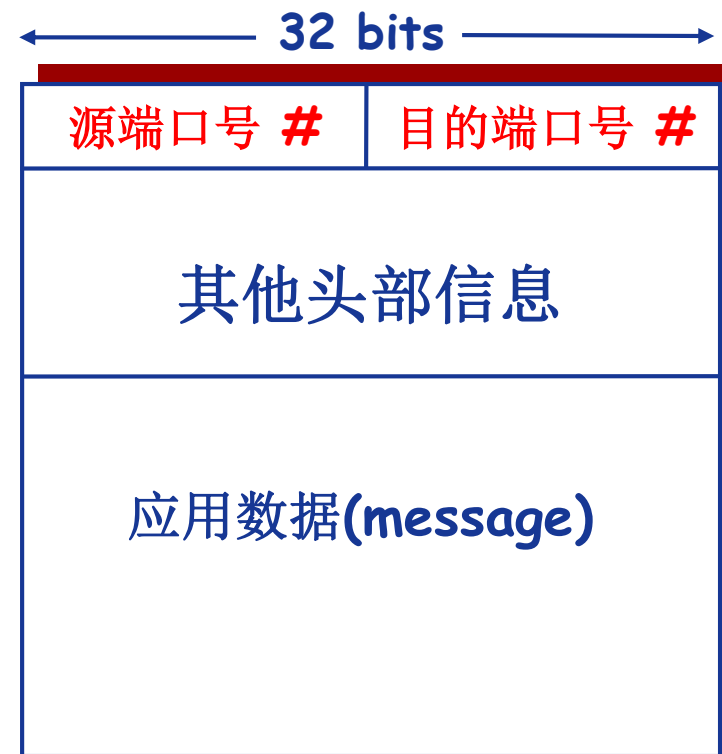 32 bits
源端口号 # 目的端口号 #
其他头部信息
应用数据(message)